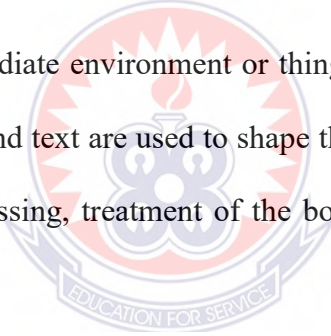 diate environment or thing
nd text are used to shape th
ssing, treatment of the bo
EDUCATION FOR SERVICE